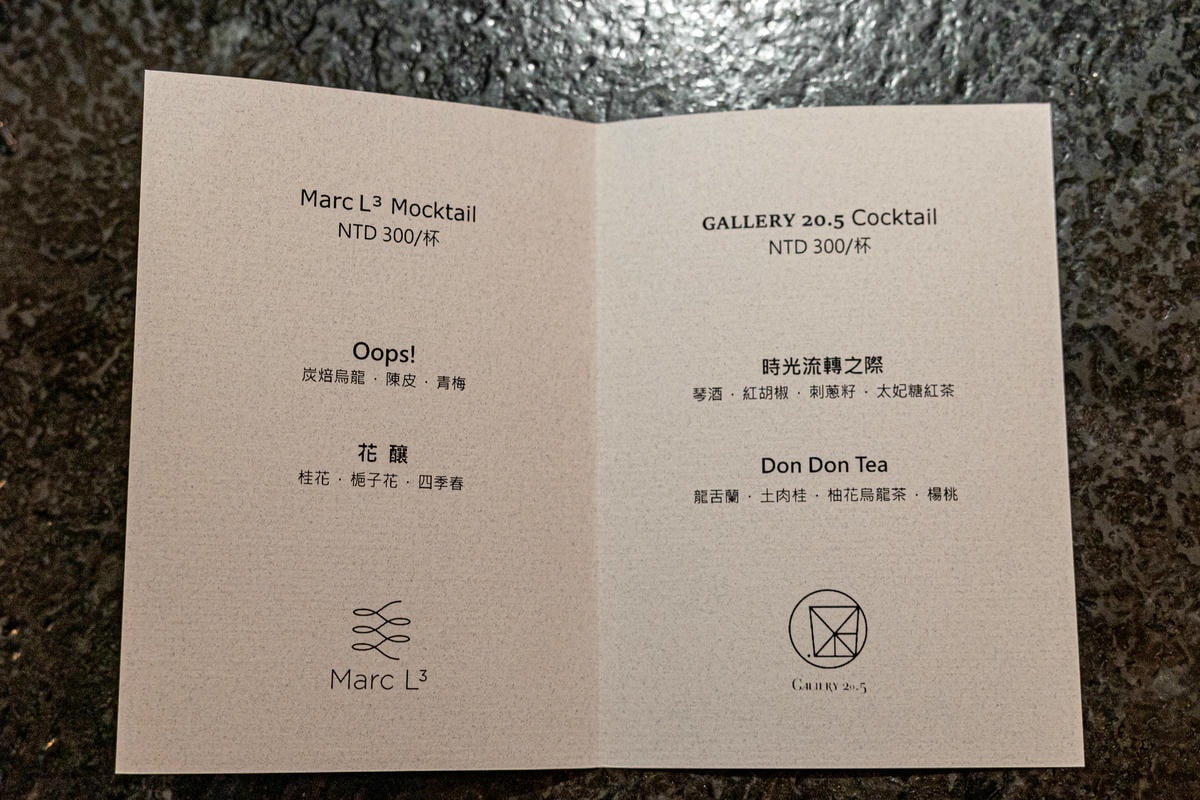 Marc L³ Mocktail
NTD 300/杯
Oops!
炭焙烏龍 · 陳皮 · 青梅
花 釀
桂花 · 梔子花 · 四季春
Marc L³
GALLERY 20.5 Cocktail
NTD 300/杯
時光流轉之際
琴酒 · 紅胡椒 · 刺蔥籽 · 太妃糖紅茶
Don Don Tea
龍舌蘭 · 土肉桂 · 柚花烏龍茶 · 楊桃
GALLERY 20.5